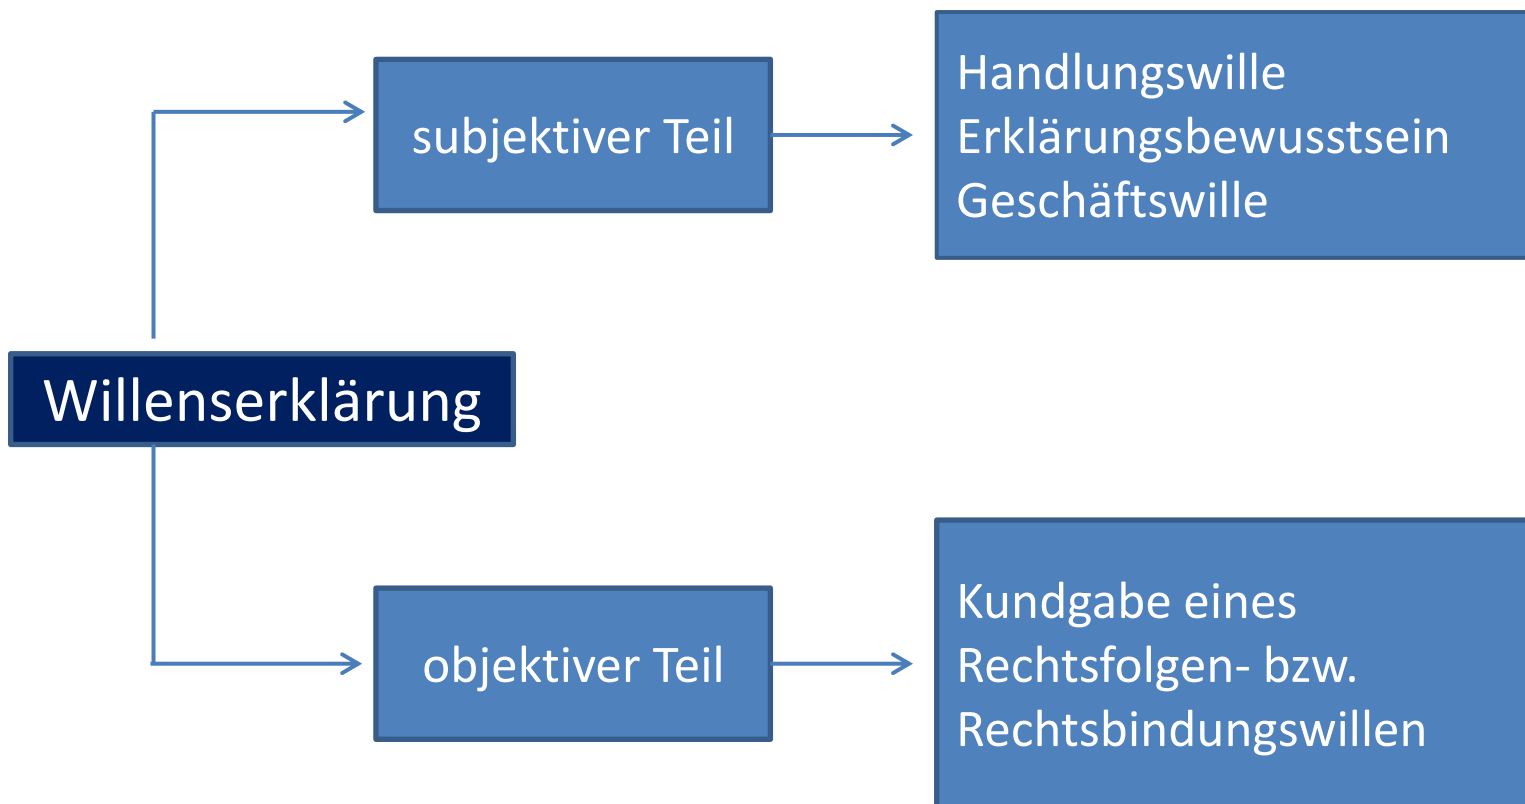 subjektiver Teil
Handlungswille
Erklärungsbewusstsein
Geschäftswille
Willenserklärung
objektiver Teil
Kundgabe eines
Rechtsfolgen- bzw.
Rechtsbindungswillen